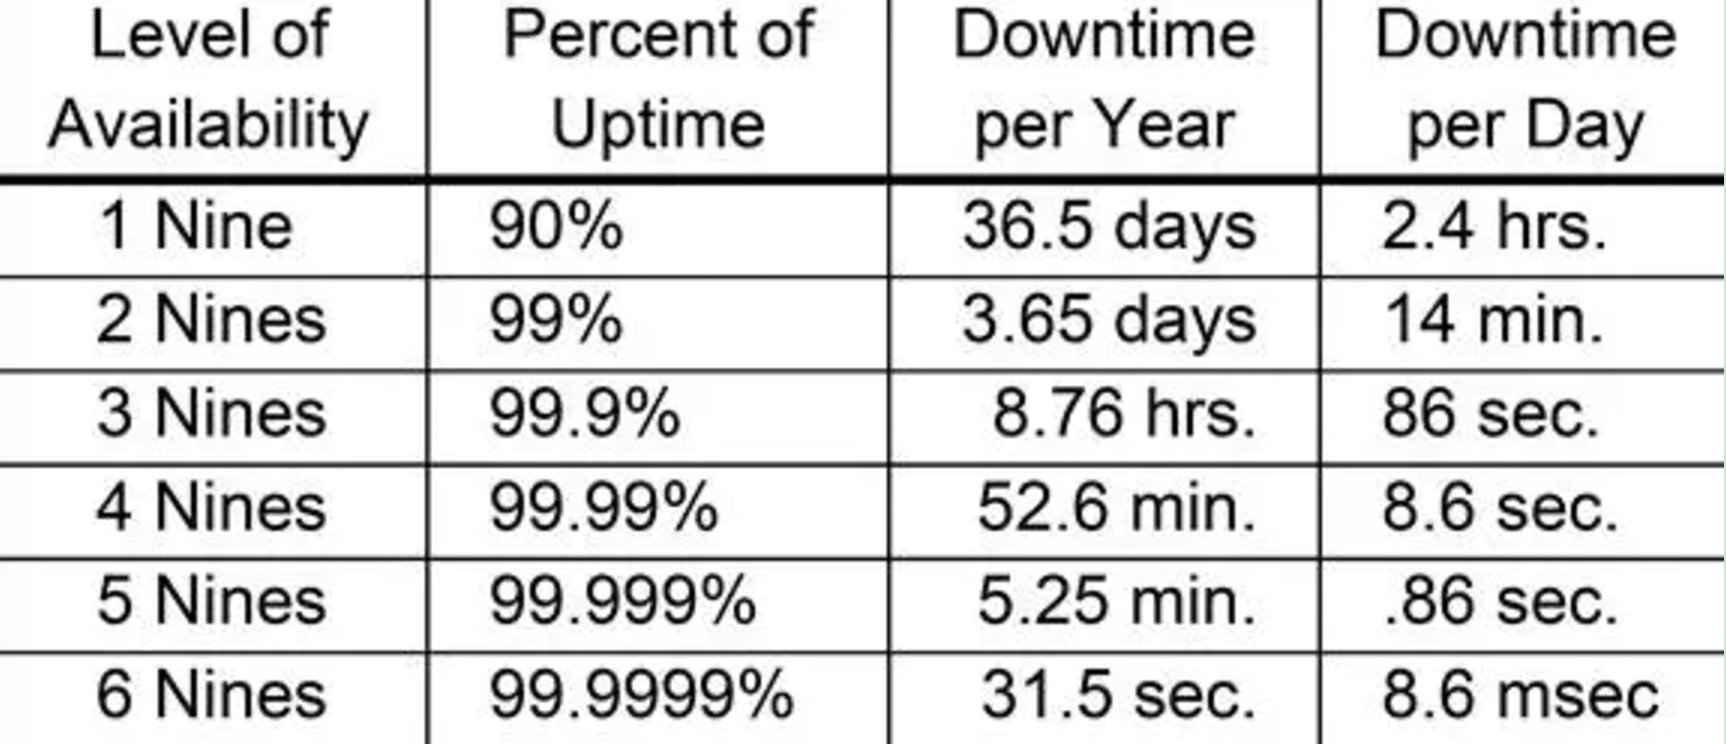 Level of Availability | Percent of Uptime | Downtime per Year | Downtime per Day
1 Nine | 90% | 36.5 days | 2.4 hrs.
2 Nines | 99% | 3.65 days | 14 min.
3 Nines | 99.9% | 8.76 hrs. | 86 sec.
4 Nines | 99.99% | 52.6 min. | 8.6 sec.
5 Nines | 99.999% | 5.25 min. | .86 sec.
6 Nines | 99.9999% | 31.5 sec. | 8.6 msec